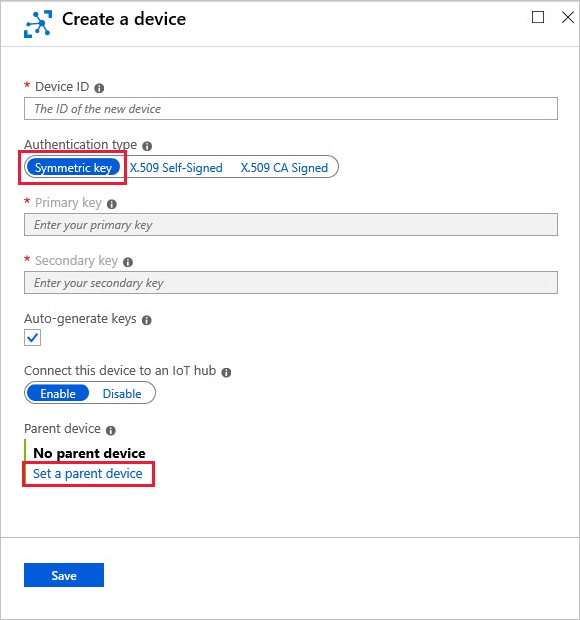 Create a device
* Device ID
The ID of the new device
Authentication type
Symmetric key X.509 Self-Signed X.509 CA Signed
* Primary key
Enter your primary key
* Secondary key
Enter your secondary key
Auto-generate keys
Connect this device to an IoT hub
Enable Disable
Parent device
No parent device
Set a parent device
Save